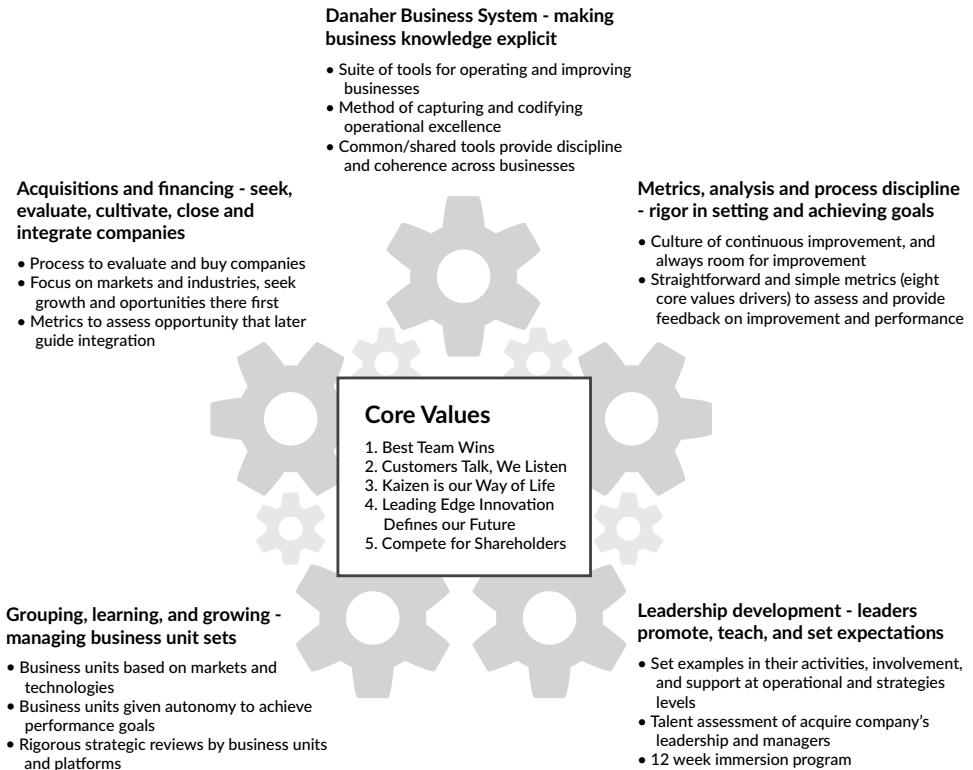 Danaher Business System - making
business knowledge explicit
• Suite of tools for operating and improving
businesses
• Method of capturing and codifying
operational excellence
• Common/shared tools provide discipline
and coherence across businesses
Acquisitions and financing - seek,
evaluate, cultivate, close and
integrate companies
• Process to evaluate and buy companies
• Focus on markets and industries, seek
growth and oportunities there first
• Metrics to assess opportunity that later
guide integration
Metrics, analysis and process discipline
- rigor in setting and achieving goals
• Culture of continuous improvement, and
always room for improvement
• Straightforward and simple metrics (eight
core values drivers) to assess and provide
feedback on improvement and performance
Core Values
1. Best Team Wins
2. Customers Talk, We Listen
3. Kaizen is our Way of Life
4. Leading Edge Innovation
Defines our Future
5. Compete for Shareholders
Grouping, learning, and growing -
managing business unit sets
• Business units based on markets and
technologies
• Business units given autonomy to achieve
performance goals
• Rigorous strategic reviews by business units
and platforms
Leadership development - leaders
promote, teach, and set expectations
• Set examples in their activities, involvement,
and support at operational and strategies
levels
• Talent assessment of acquire company's
leadership and managers
• 12 week immersion program